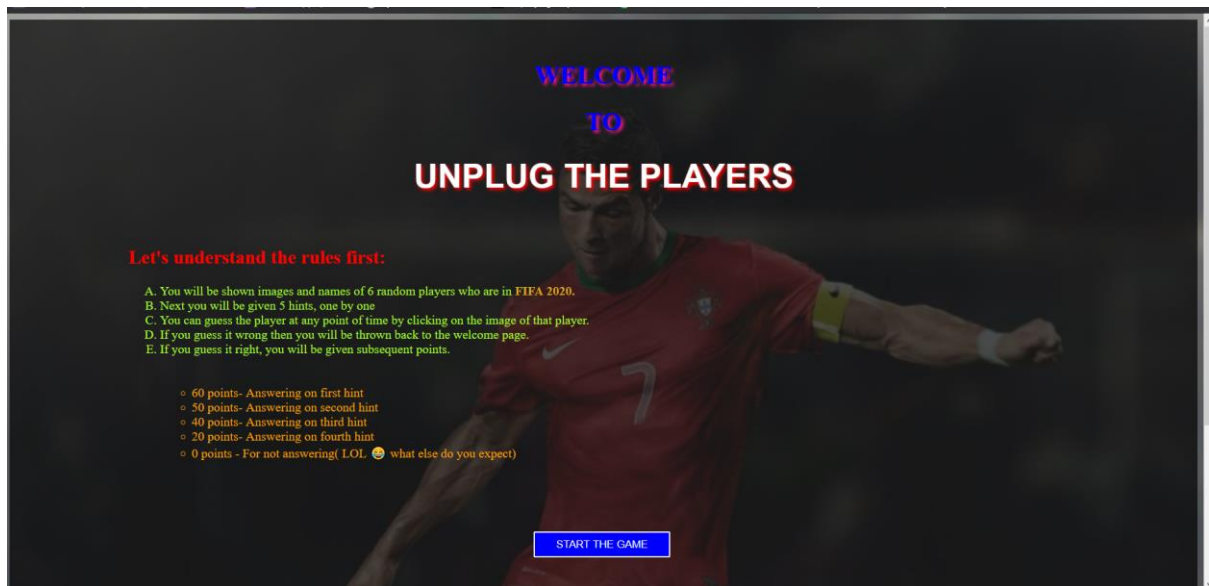 WELCOME
TO
UNPLUG THE PLAYERS
Let's understand the rules first:
A. You will be shown images and names of 6 random players who are in FIFA 2020.
B. Next you will be given 5 hints, one by one
C. You can guess the player at any point of time by clicking on the image of that player.
D. If you guess it wrong then you will be thrown back to the welcome page.
E. If you guess it right, you will be given subsequent points.
60 points- Answering on first hint
50 points- Answering on second hint
40 points- Answering on third hint
20 points- Answering on fourth hint
0 points - For not answering( LOL 😂 what else do you expect)
7
START THE GAME